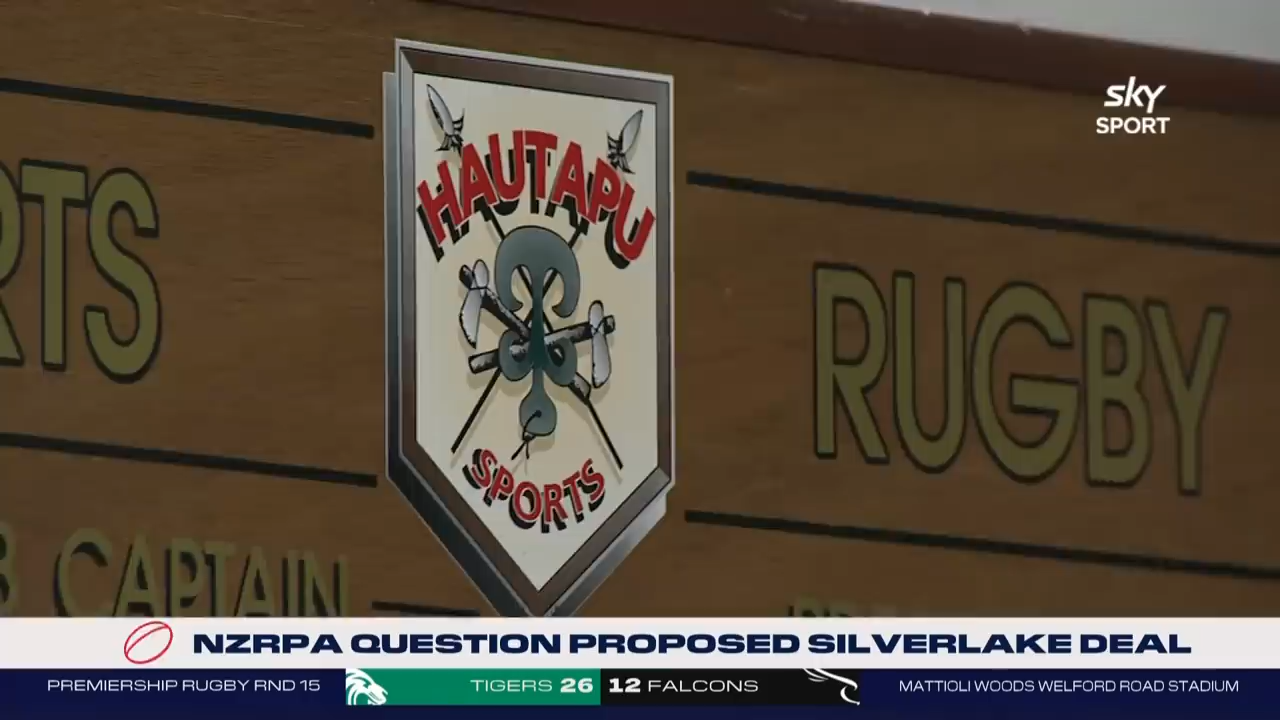 sky
SPORT
HAUTAPU
RTS
RUGBY
SPORTS
B CAPTAIN
NZRPA QUESTION PROPOSED SILVERLAKE DEAL
PREMIERSHIP RUGBY RND 15
TIGERS 26 12 FALCONS
MATTIOLI WOODS WELFORD ROAD STADIUM